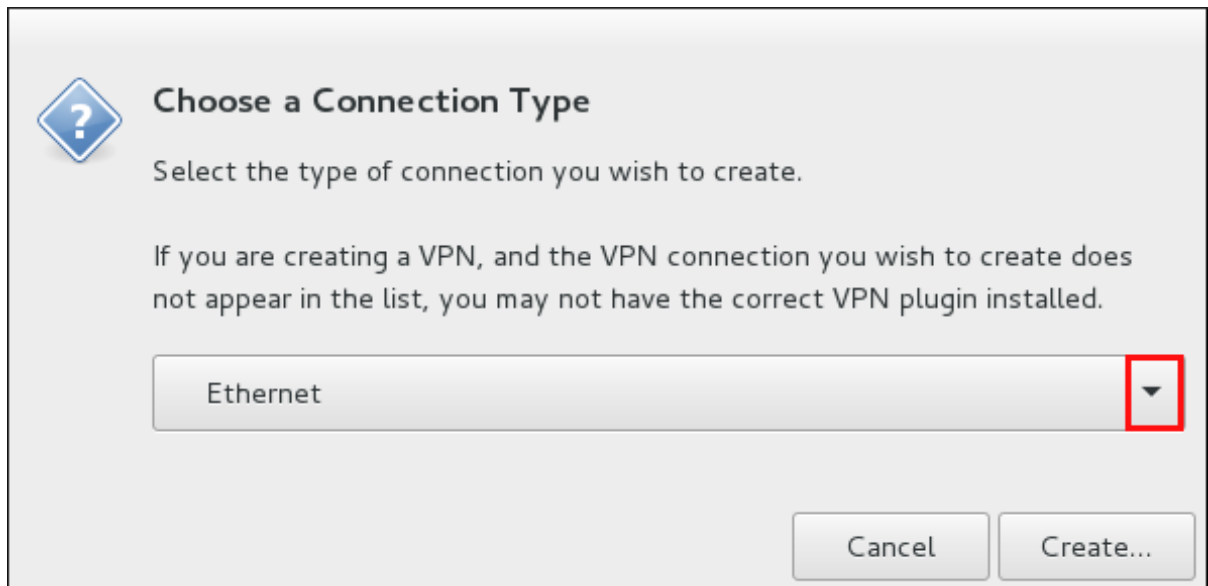 Choose a Connection Type
Select the type of connection you wish to create.
If you are creating a VPN, and the VPN connection you wish to create does
not appear in the list, you may not have the correct VPN plugin installed.
Ethernet
Cancel
Create...